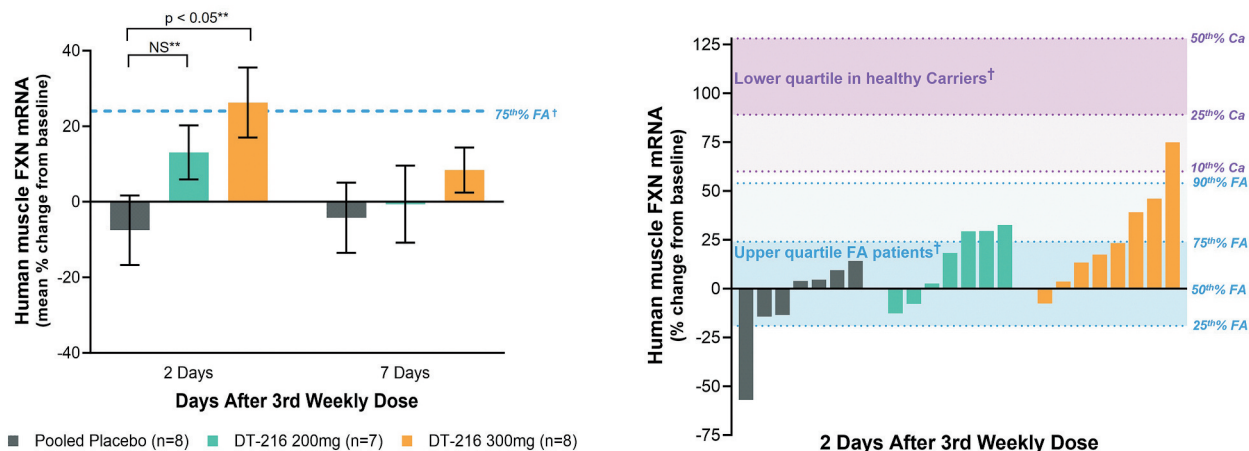 p < 0.05**
NS**
40
20
0
-20
-40
Human muscle FXN mRNA
(mean % change from baseline)
75th% FA†
2 Days
7 Days
Days After 3rd Weekly Dose
Pooled Placebo (n=8)
DT-216 200mg (n=7)
DT-216 300mg (n=8)
125
100
75
50
25
0
-25
-50
-75
Human muscle FXN mRNA
(% change from baseline)
Lower quartile in healthy Carriers†
Upper quartile FA patients†
50th% Ca
25th% Ca
10th% Ca
90th% FA
75th% FA
50th% FA
25th% FA
2 Days After 3rd Weekly Dose